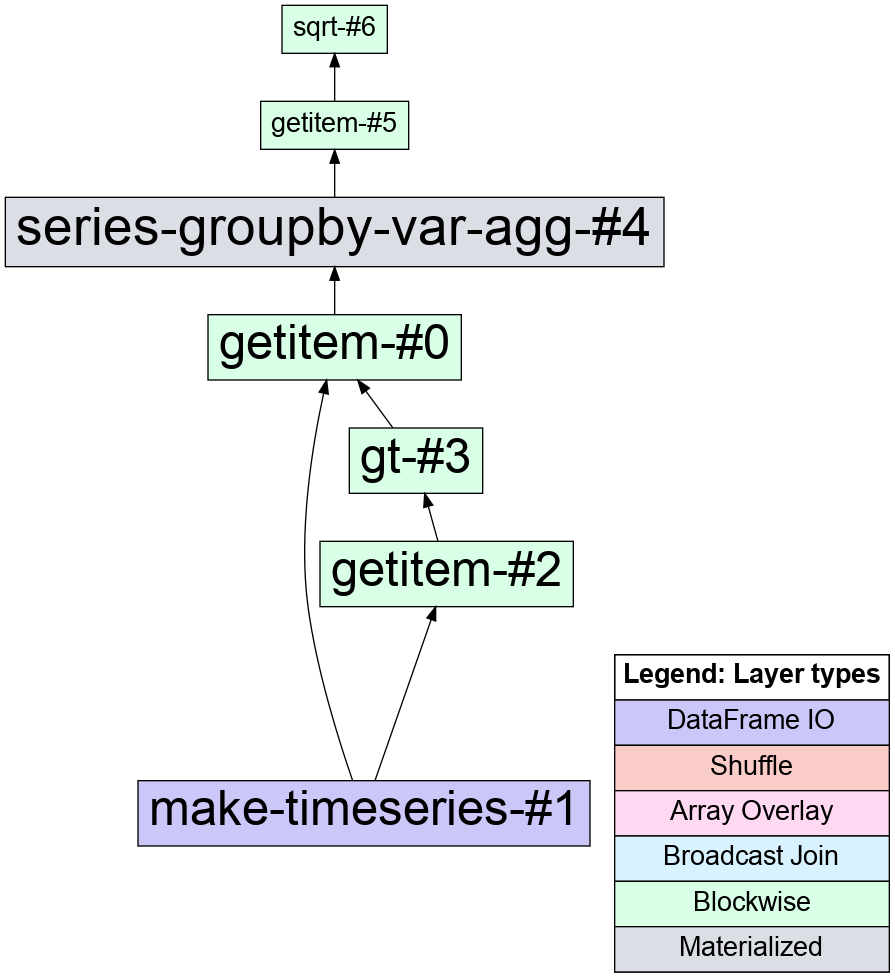 sqrt-#6
getitem-#5
series-groupby-var-agg-#4
getitem-#0
gt-#3
getitem-#2
make-timeseries-#1
Legend: Layer types
DataFrame IO
Shuffle
Array Overlay
Broadcast Join
Blockwise
Materialized